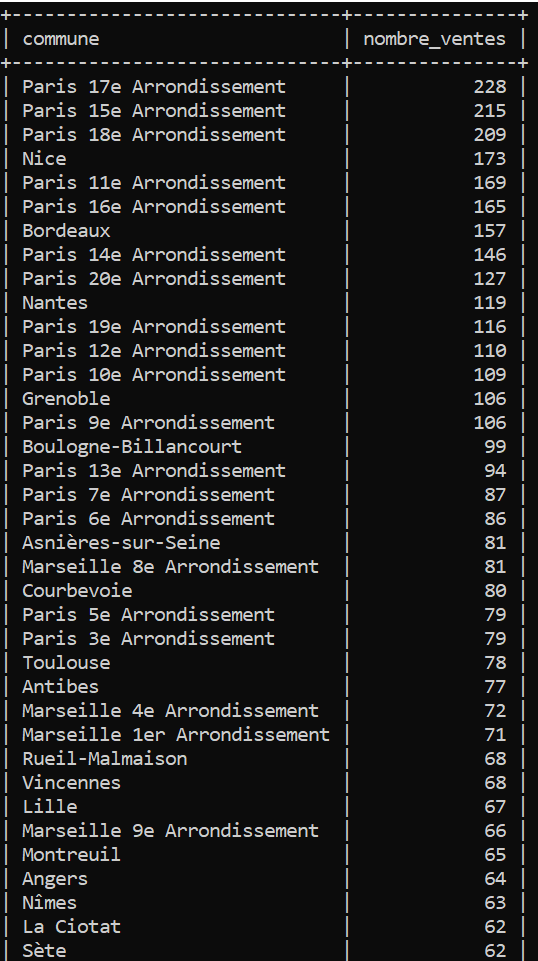 +------------------------------+---------------+
| commune                      | nombre_ventes |
+------------------------------+---------------+
| Paris 17e Arrondissement     |           228 |
| Paris 15e Arrondissement     |           215 |
| Paris 18e Arrondissement     |           209 |
| Nice                         |           173 |
| Paris 11e Arrondissement     |           169 |
| Paris 16e Arrondissement     |           165 |
| Bordeaux                     |           157 |
| Paris 14e Arrondissement     |           146 |
| Paris 20e Arrondissement     |           127 |
| Nantes                       |           119 |
| Paris 19e Arrondissement     |           116 |
| Paris 12e Arrondissement     |           110 |
| Paris 10e Arrondissement     |           109 |
| Grenoble                     |           106 |
| Paris 9e Arrondissement      |           106 |
| Boulogne-Billancourt         |            99 |
| Paris 13e Arrondissement     |            94 |
| Paris 7e Arrondissement      |            87 |
| Paris 6e Arrondissement      |            86 |
| Asnières-sur-Seine           |            81 |
| Marseille 8e Arrondissement  |            81 |
| Courbevoie                   |            80 |
| Paris 5e Arrondissement      |            79 |
| Paris 3e Arrondissement      |            79 |
| Toulouse                     |            78 |
| Antibes                      |            77 |
| Marseille 4e Arrondissement  |            72 |
| Marseille 1er Arrondissement |            71 |
| Rueil-Malmaison              |            68 |
| Vincennes                    |            68 |
| Lille                        |            67 |
| Marseille 9e Arrondissement  |            66 |
| Montreuil                    |            65 |
| Angers                       |            64 |
| Nîmes                        |            63 |
| La Ciotat                    |            62 |
| Sète                         |            62 |